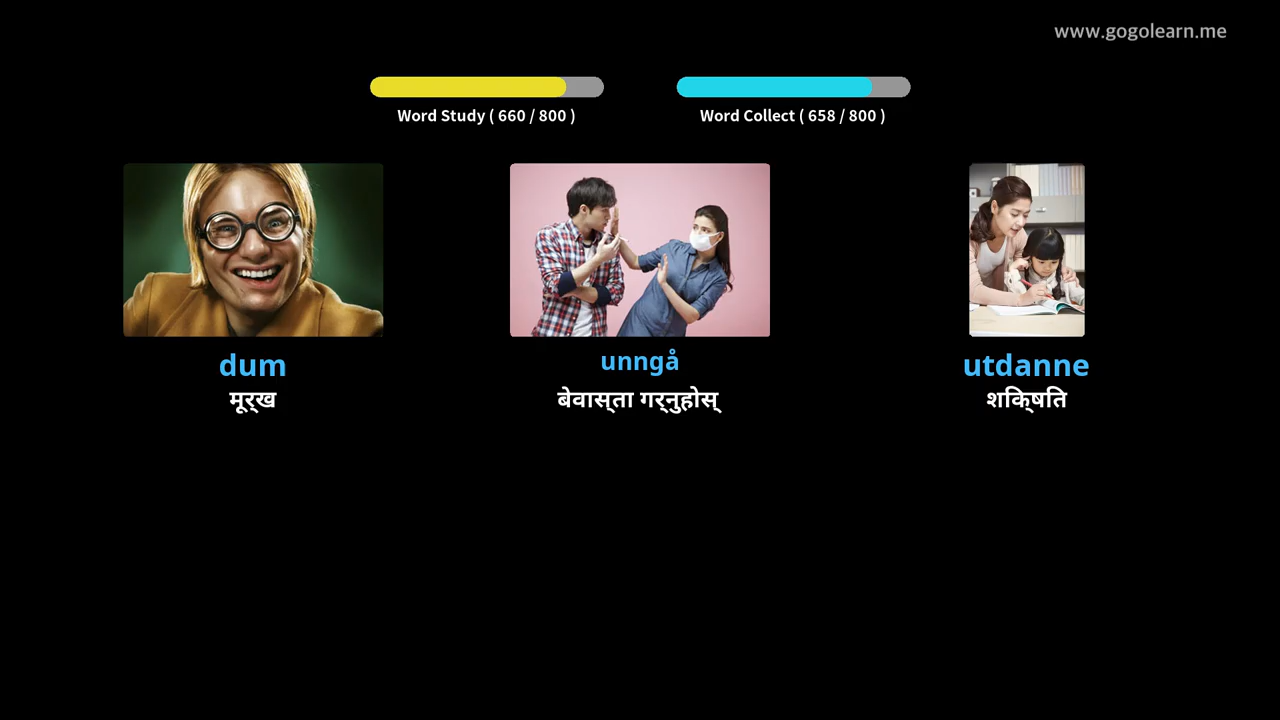 www.gogolearn.me
Word Study ( 660 / 800 )
Word Collect ( 658 / 800 )
dum
unngå
utdanne
मूर्ख
बेवास्ता गर्नुहोस्
शिक्षित